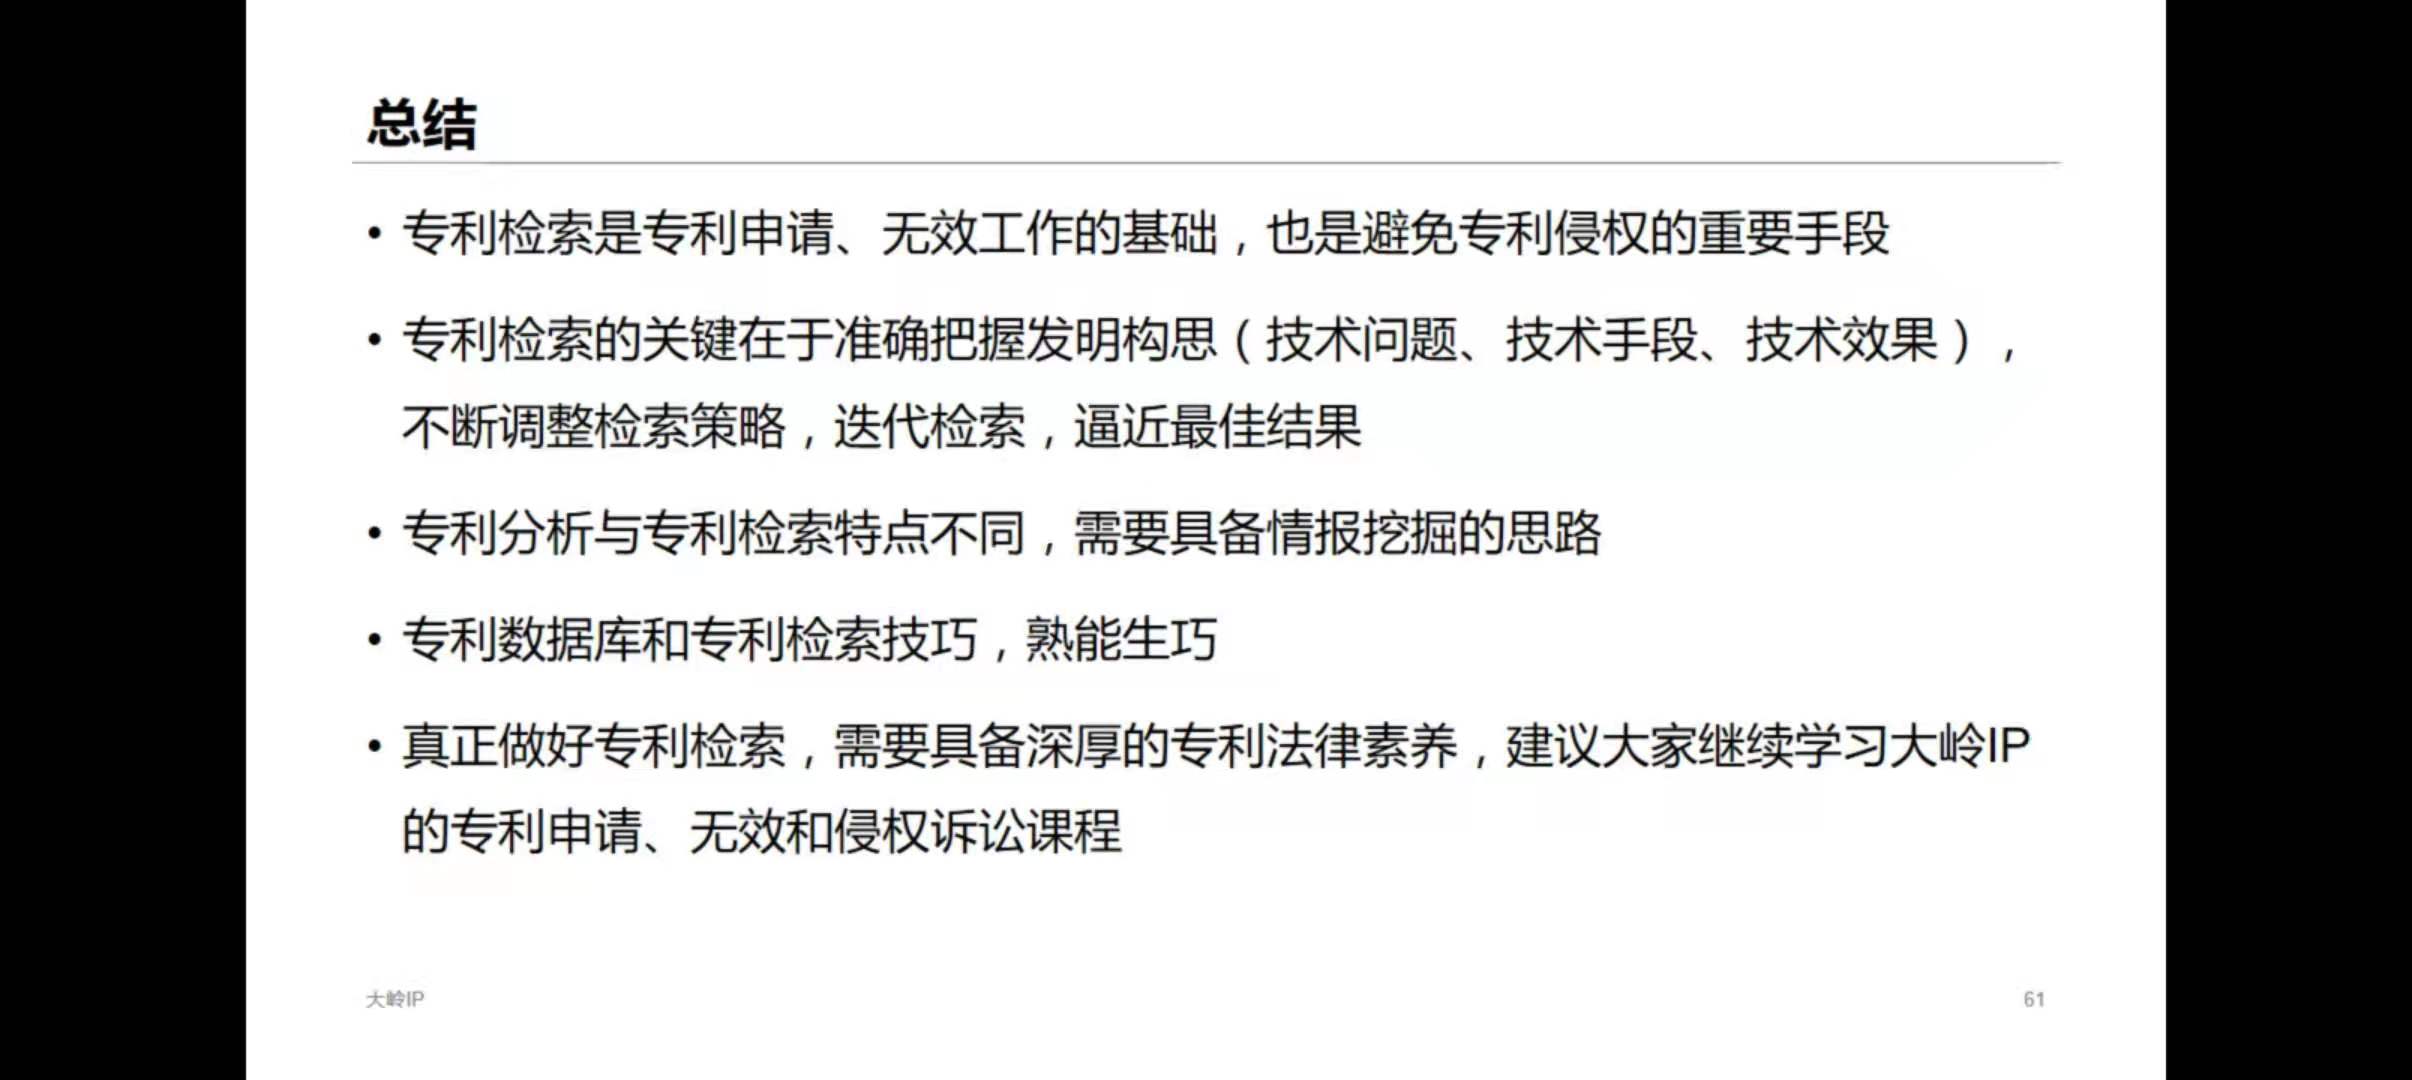 总结
• 专利检索是专利申请、无效工作的基础，也是避免专利侵权的重要手段
• 专利检索的关键在于准确把握发明构思（技术问题、技术手段、技术效果），
不断调整检索策略，迭代检索，逼近最佳结果
• 专利分析与专利检索特点不同，需要具备情报挖掘的思路
• 专利数据库和专利检索技巧，熟能生巧
• 真正做好专利检索，需要具备深厚的专利法律素养，建议大家继续学习大岭IP
的专利申请、无效和侵权诉讼课程
大岭IP
61